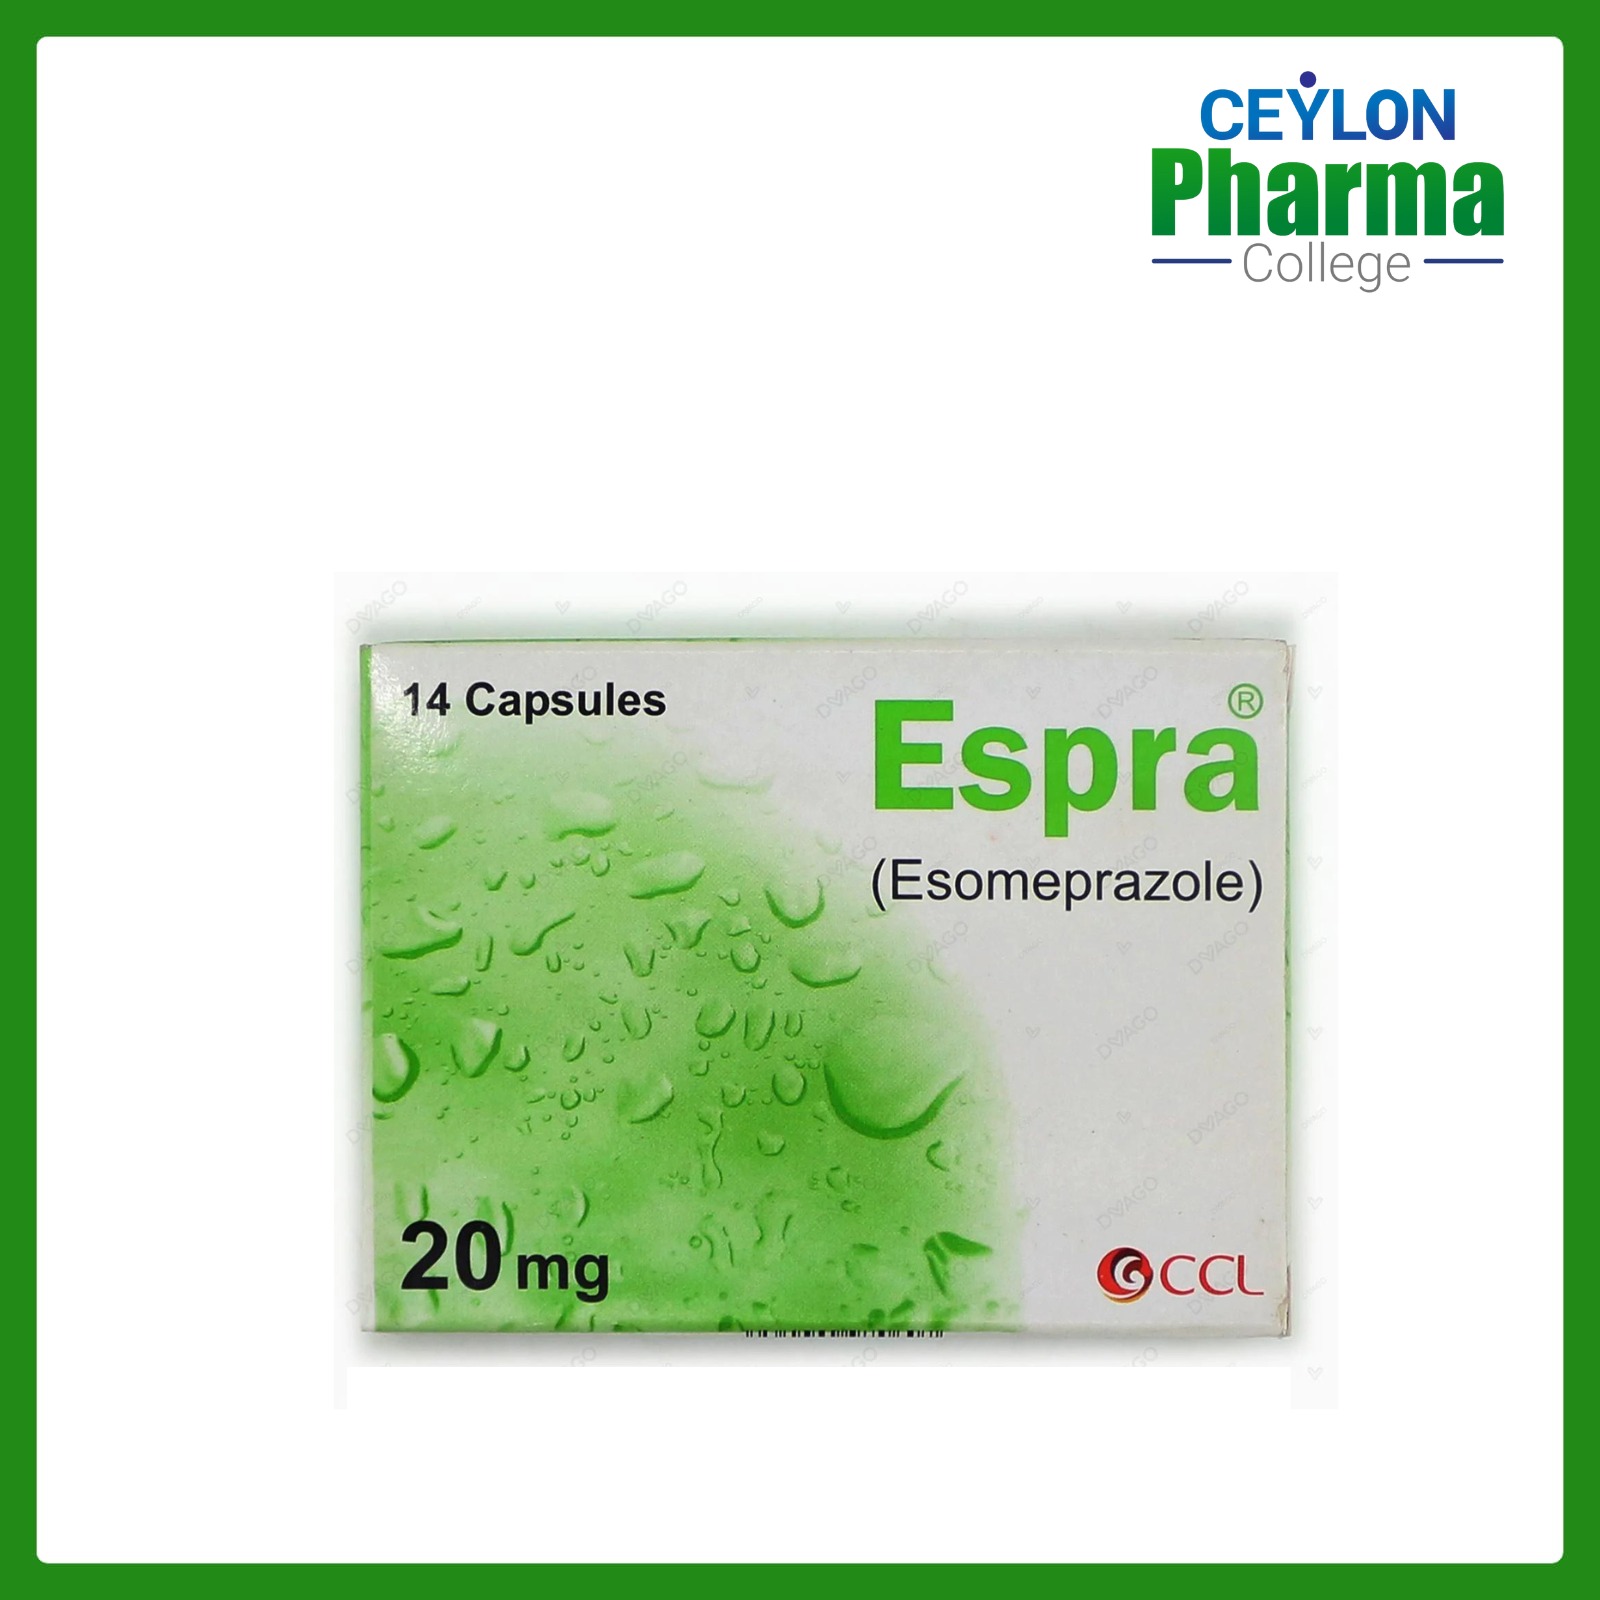 CEYLON
Pharma
College
14 Capsules
Espra®
(Esomeprazole)
20 mg
CCL